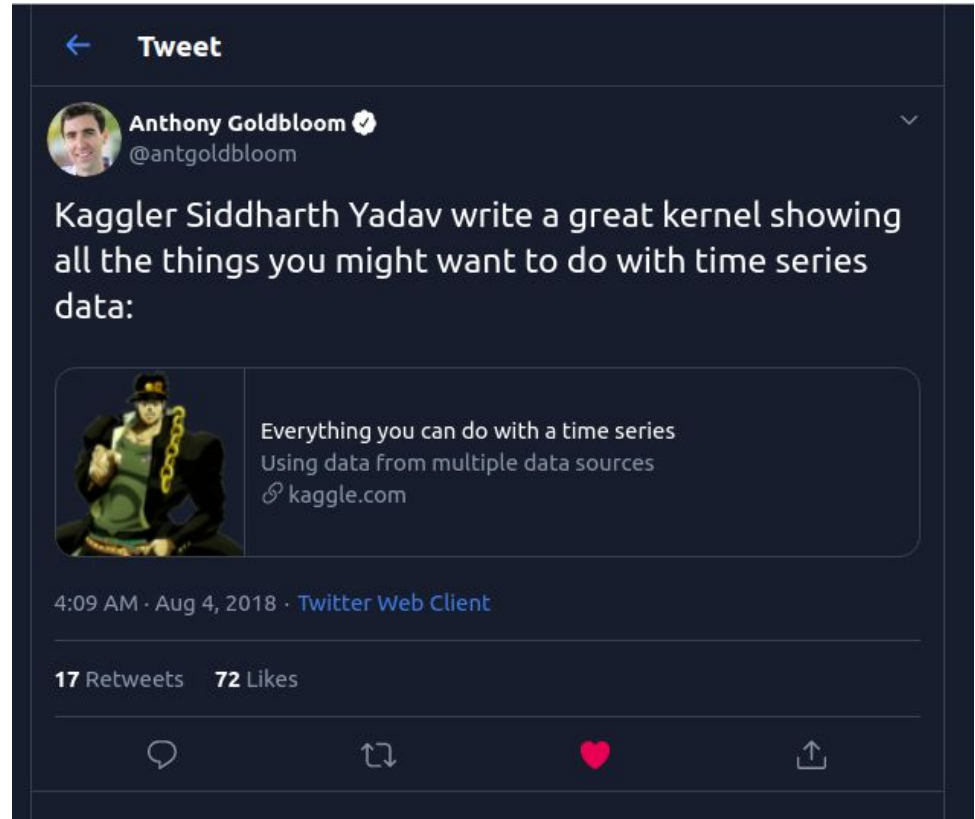 Tweet
Anthony Goldbloom
@antgoldbloom
Kaggler Siddharth Yadav write a great kernel showing
all the things you might want to do with time series
data:
Everything you can do with a time series
Using data from multiple data sources
kaggle.com
4:09 AM · Aug 4, 2018 · Twitter Web Client
17 Retweets 72 Likes